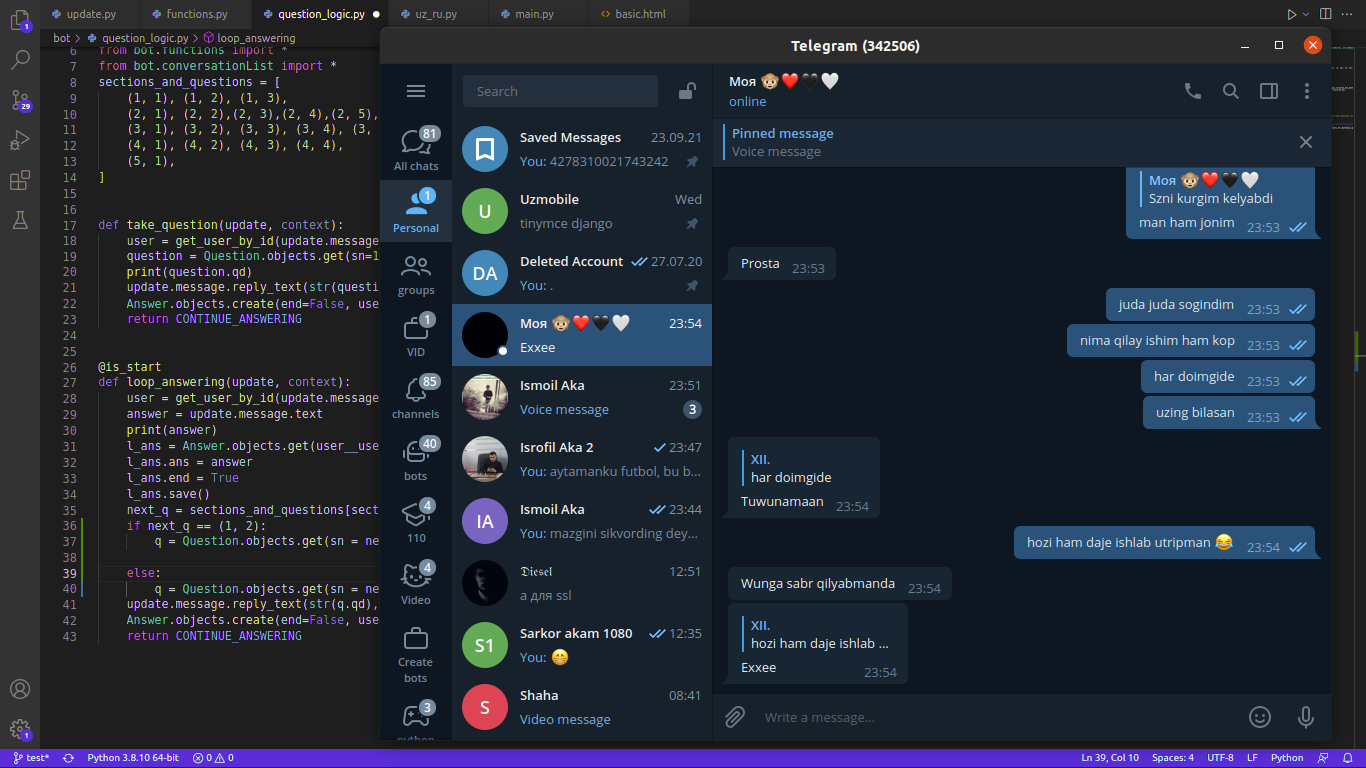 update.py
functions.py
question_logic.py
uz_ru.py
main.py
basic.html
bot > question_logic.py > loop_answering
6 from bot.functions import *
7 from bot.conversationList import *
8 sections_and_questions = [
9 (1, 1), (1, 2), (1, 3),
10 (2, 1), (2, 2),(2, 3),(2, 4),(2, 5),
11 (3, 1), (3, 2), (3, 3), (3, 4), (3,
12 (4, 1), (4, 2), (4, 3), (4, 4),
13 (5, 1),
14 ]
15
16
17 def take_question(update, context):
18 user = get_user_by_id(update.message
19 question = Question.objects.get(sn=1
20 print(question.qd)
21 update.message.reply_text(str(questi
22 Answer.objects.create(end=False, use
23 return CONTINUE_ANSWERING
24
25
26 @is_start
27 def loop_answering(update, context):
28 user = get_user_by_id(update.message
29 answer = update.message.text
30 print(answer)
31 l_ans = Answer.objects.get(user__use
32 l_ans.ans = answer
33 l_ans.end = True
34 l_ans.save()
35 next_q = sections_and_questions[sect
36 if next_q == (1, 2):
37 q = Question.objects.get(sn = ne
38
39 else:
40 q = Question.objects.get(sn = ne
41 update.message.reply_text(str(q.qd),
42 Answer.objects.create(end=False, use
43 return CONTINUE_ANSWERING
1
29
1
Telegram (342506)
81
All chats
1
Personal
groups
1
VID
85
channels
40
bots
4
110
4
Video
Create
bots
3
python
Search
Saved Messages 23.09.21
You: 4278310021743242
U
Uzmobile Wed
tinymce django
DA
Deleted Account 27.07.20
You: .
Моя 🐵❤️🖤🤍 23:54
Exxee
Ismoil Aka 23:51
Voice message 3
Isrofil Aka 2 23:47
You: aytamanku futbol, bu b...
IA
Ismoil Aka 23:44
You: mazgini sikvording dey...
𝔇𝔦𝔢𝔰𝔢𝔩 12:51
а для ssl
S1
Sarkor akam 1080 12:35
You: 😁
S
Shaha 08:41
Video message
Моя 🐵❤️🖤🤍
online
Pinned message
Voice message
Моя 🐵❤️🖤🤍
Szni kurgim kelyabdi
man ham jonim 23:53
Prosta 23:53
juda juda sogindim 23:53
nima qilay ishim ham kop 23:53
har doimgide 23:53
uzing bilasan 23:53
XII.
har doimgide
Tuwunamaan 23:54
hozi ham daje ishlab utripman 😂 23:54
Wunga sabr qilyabmanda 23:54
XII.
hozi ham daje ishlab ...
Exxee 23:54
Write a message...
test* Python 3.8.10 64-bit 0 0 Ln 39, Col 10 Spaces: 4 UTF-8 LF Python